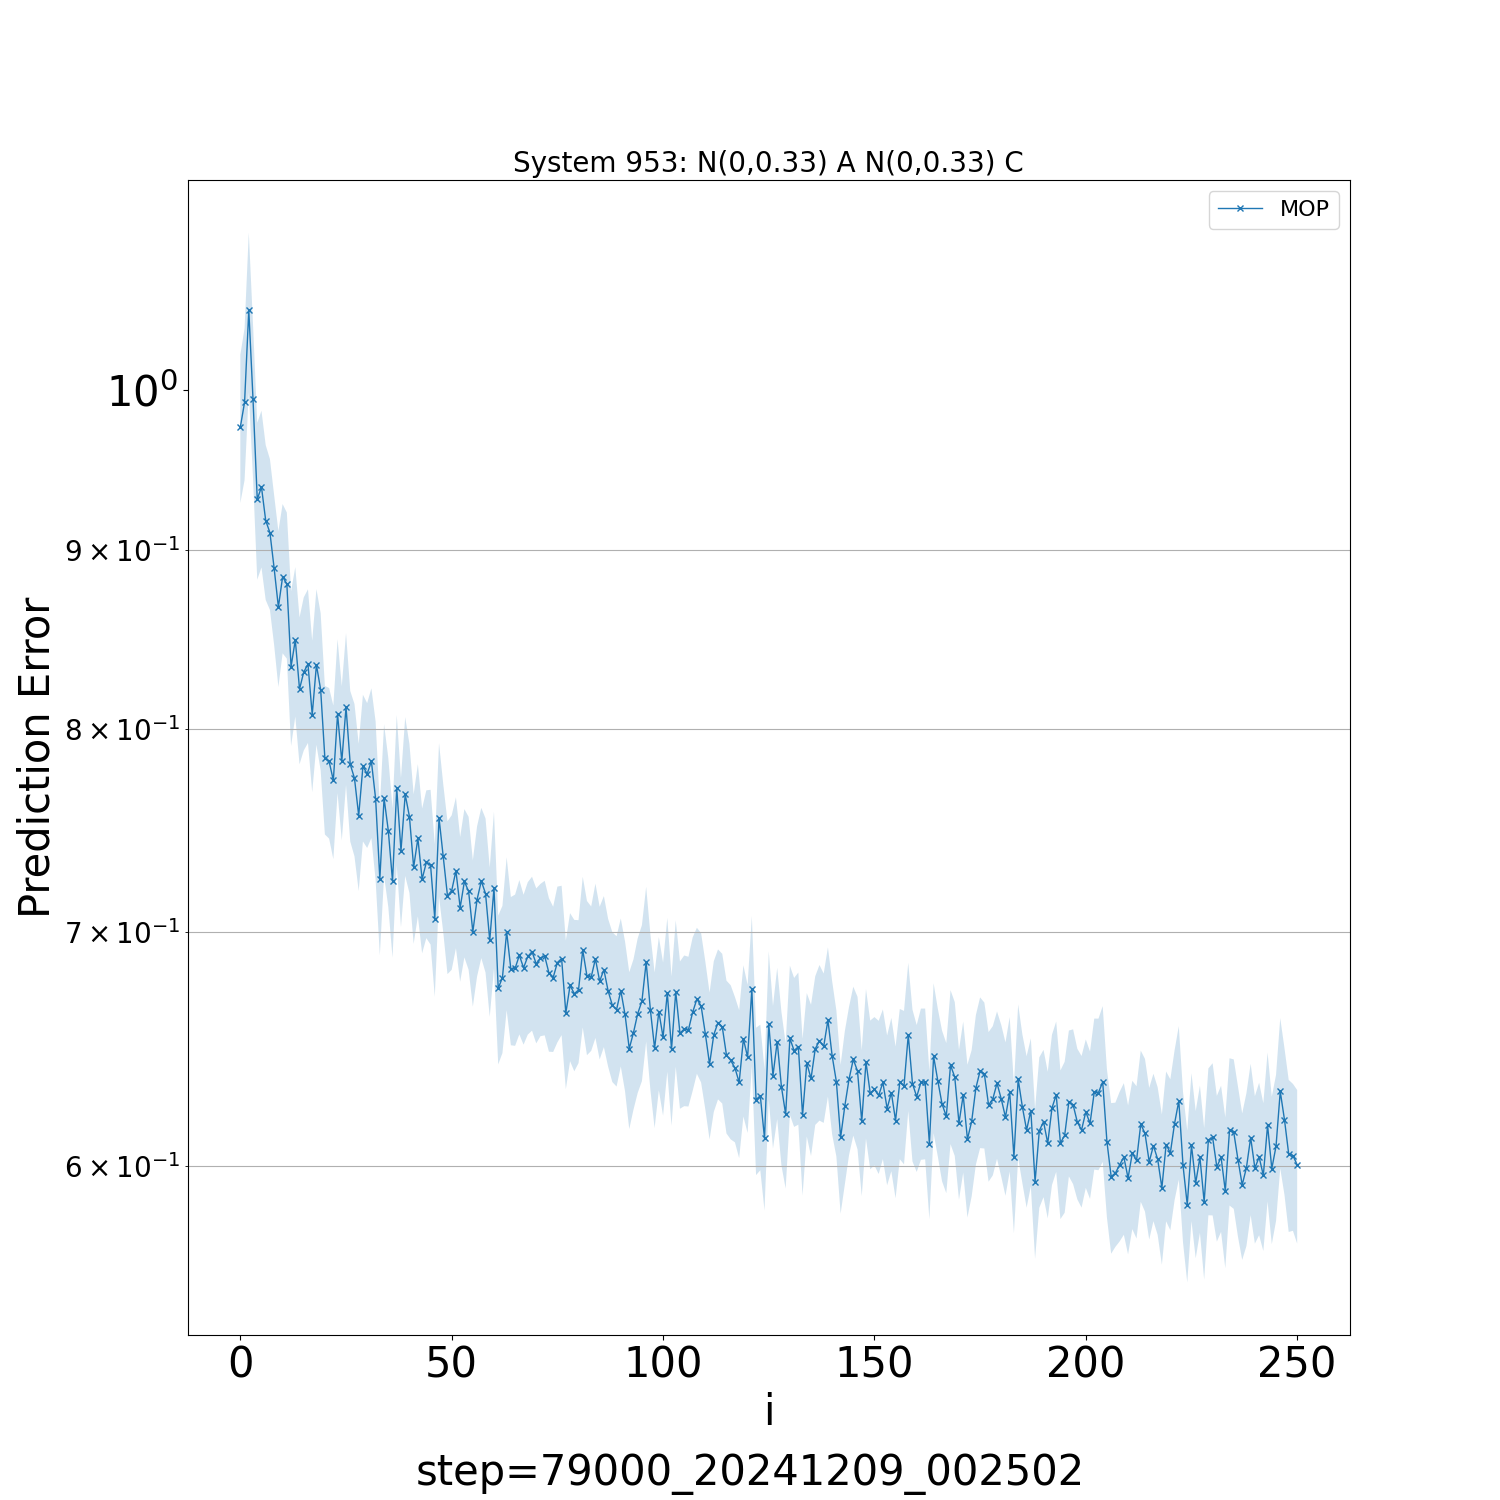 System 953: N(0,0.33) A N(0,0.33) C
MOP
10⁰
9 × 10⁻¹
8 × 10⁻¹
7 × 10⁻¹
6 × 10⁻¹
Prediction Error
0 50 100 150 200 250
i
step=79000_20241209_002502